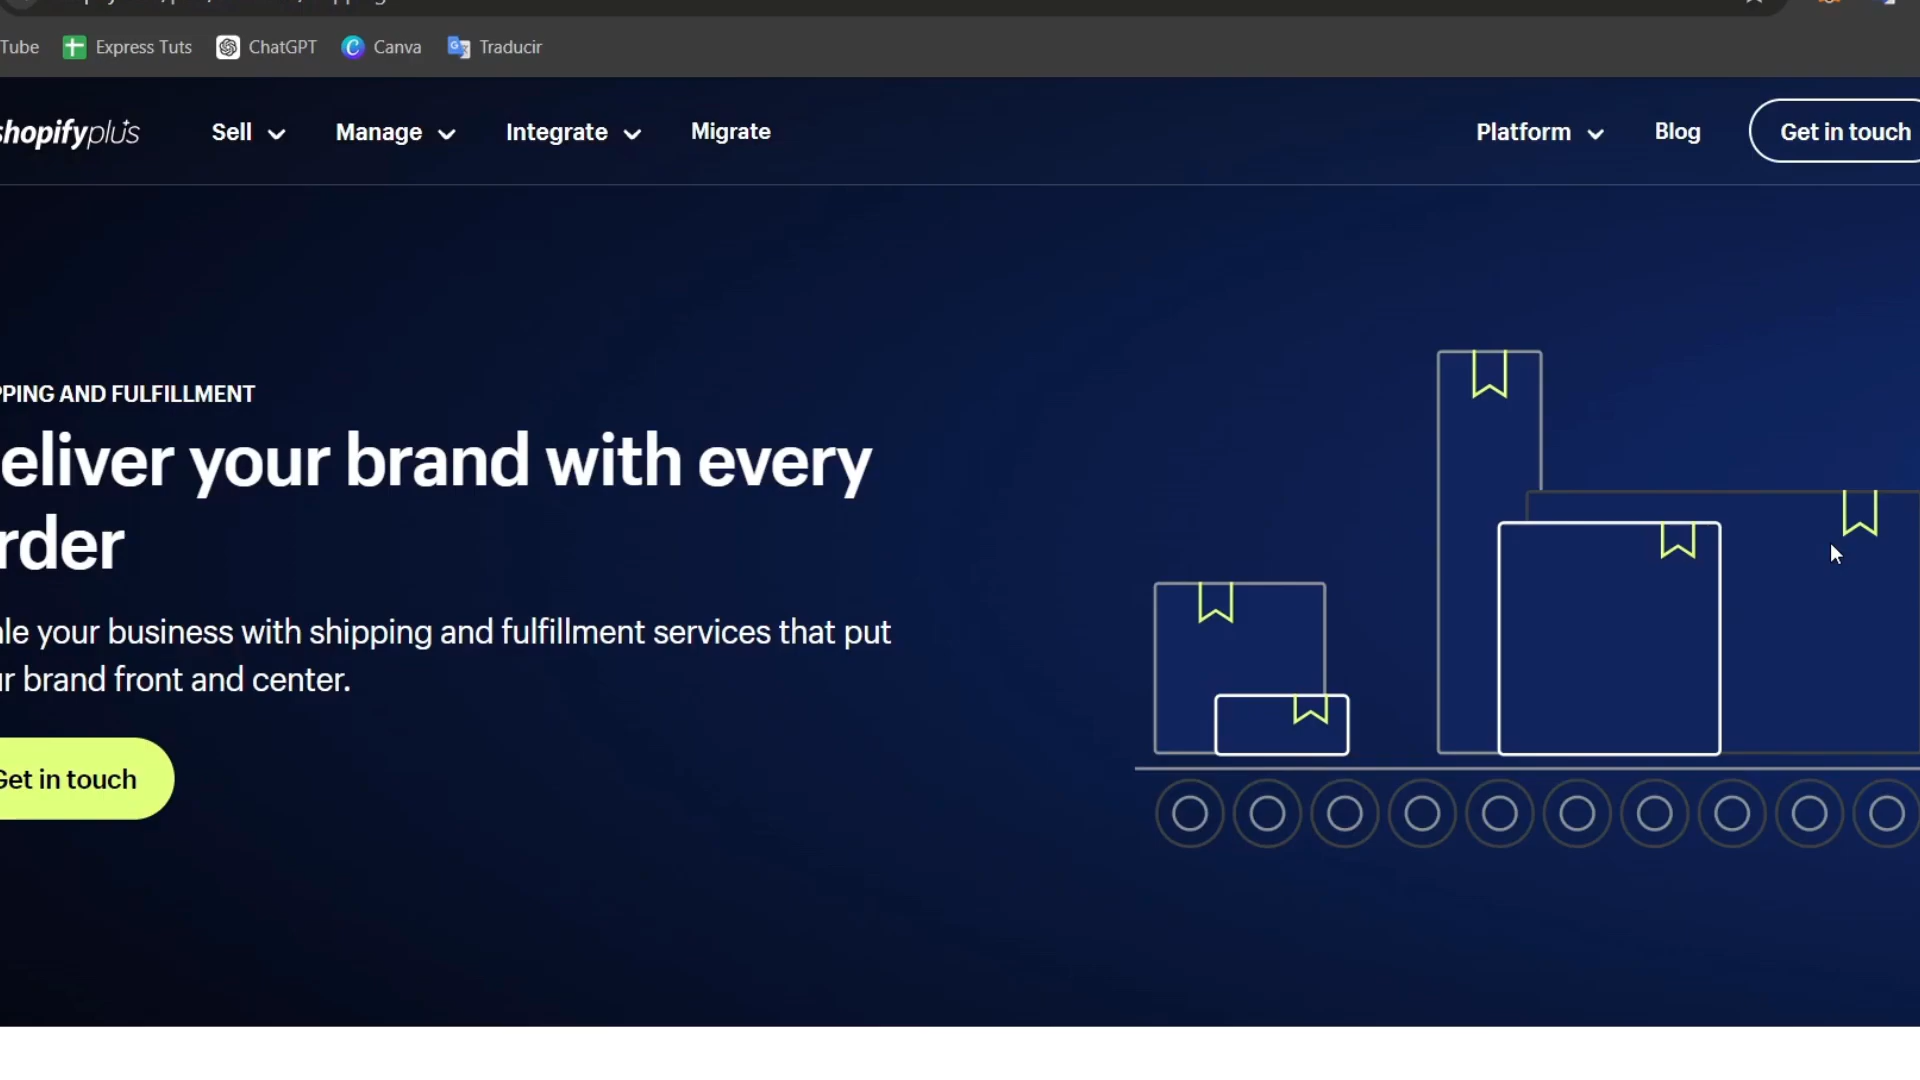 Tube Express Tuts ChatGPT Canva Traducir
shopifyplus Sell Manage Integrate Migrate Platform Blog Get in touch
PPING AND FULFILLMENT
eliver your brand with every
rder
le your business with shipping and fulfillment services that put
r brand front and center.
Get in touch